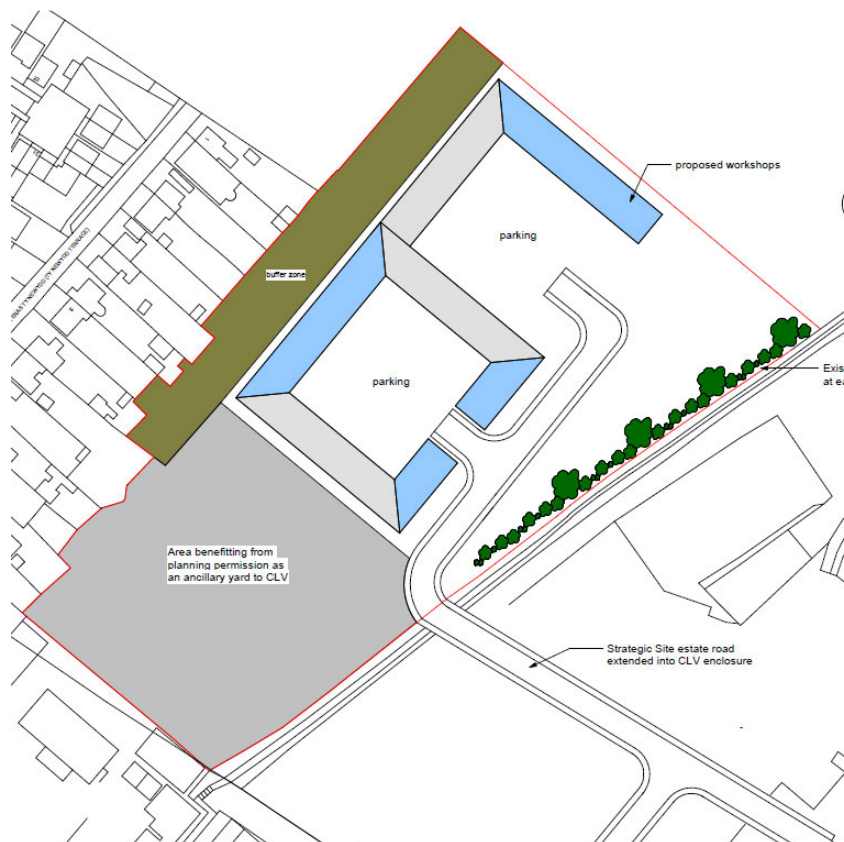 proposed workshops
parking
buffer zone
parking
Exis
at ea
Area benefitting from
planning permission as
an ancillary yard to CLV
Strategic Site estate road
extended into CLV enclosure